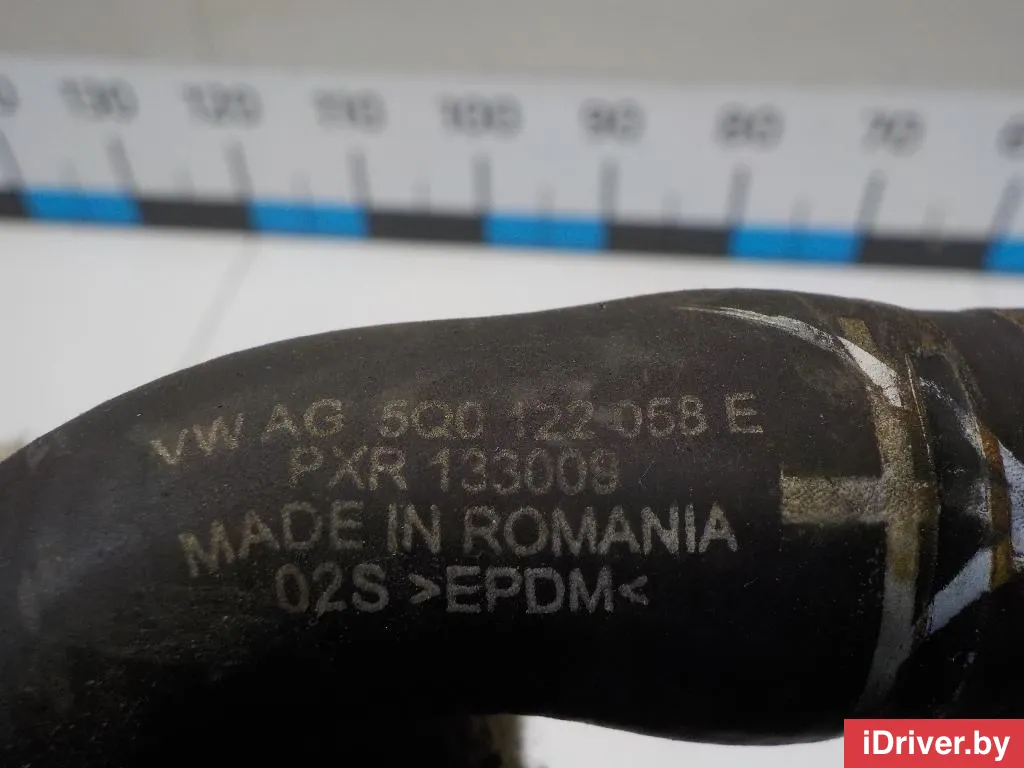 130 120 110 100 90 80 70
VW AG 5Q0 122 058 E
PXR 133009
MADE IN ROMANIA
02S >EPDM<
iDriver.by